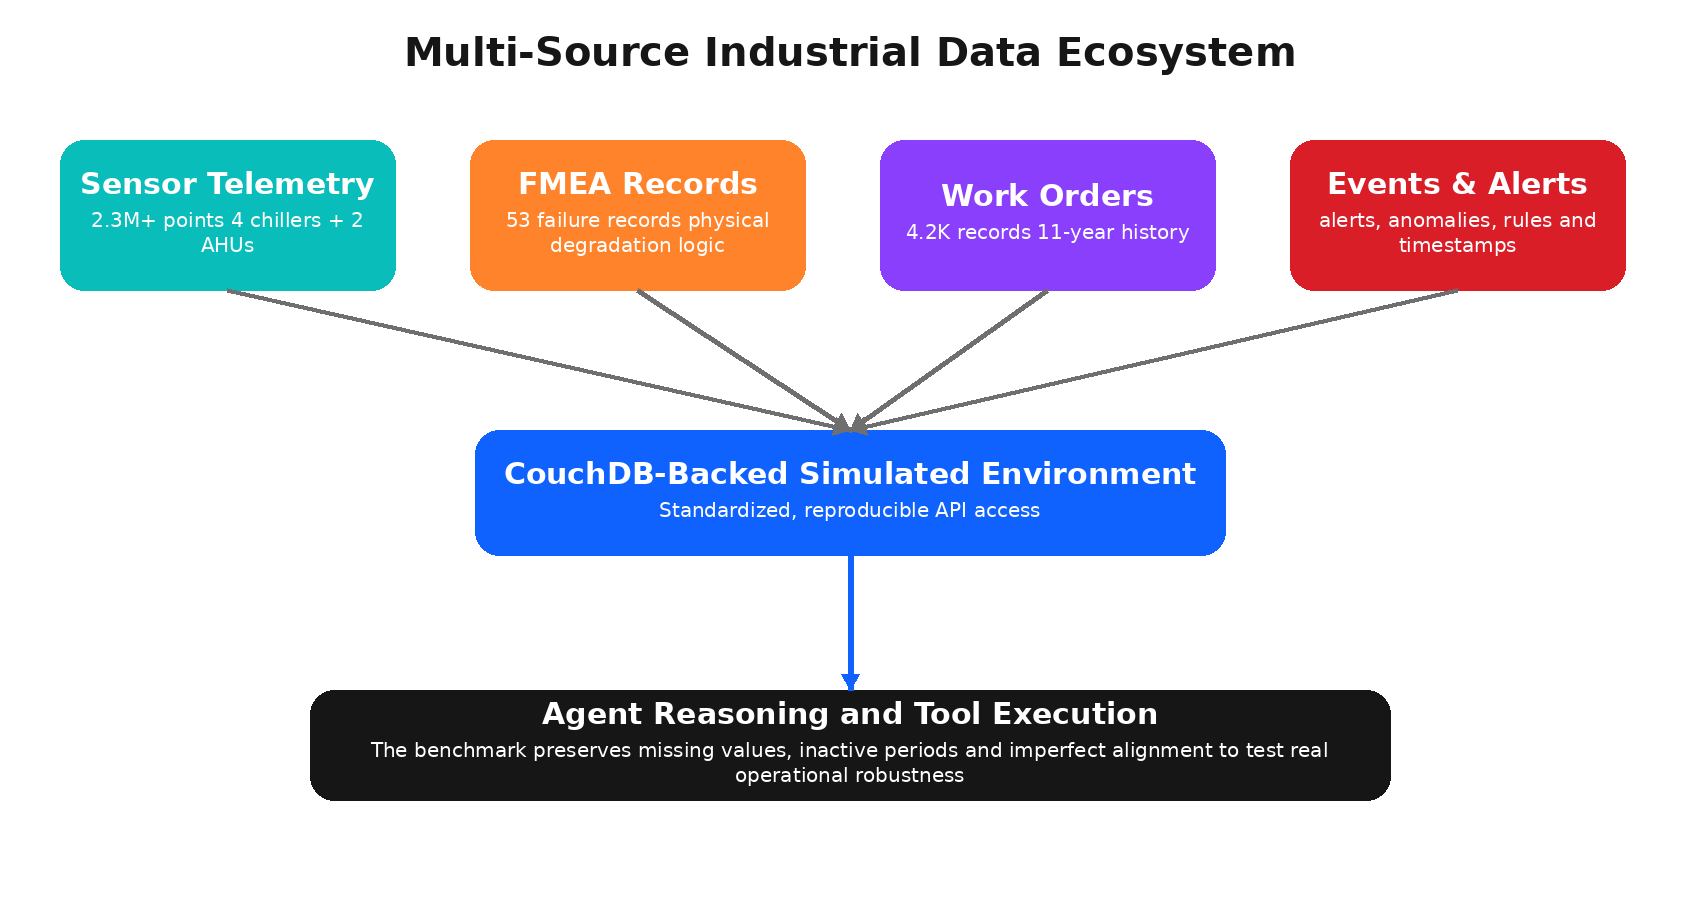 Multi-Source Industrial Data Ecosystem
Sensor Telemetry
2.3M+ points 4 chillers + 2
AHUs
FMEA Records
53 failure records physical
degradation logic
Work Orders
4.2K records 11-year history
Events & Alerts
alerts, anomalies, rules and
timestamps
CouchDB-Backed Simulated Environment
Standardized, reproducible API access
Agent Reasoning and Tool Execution
The benchmark preserves missing values, inactive periods and imperfect alignment to test real
operational robustness